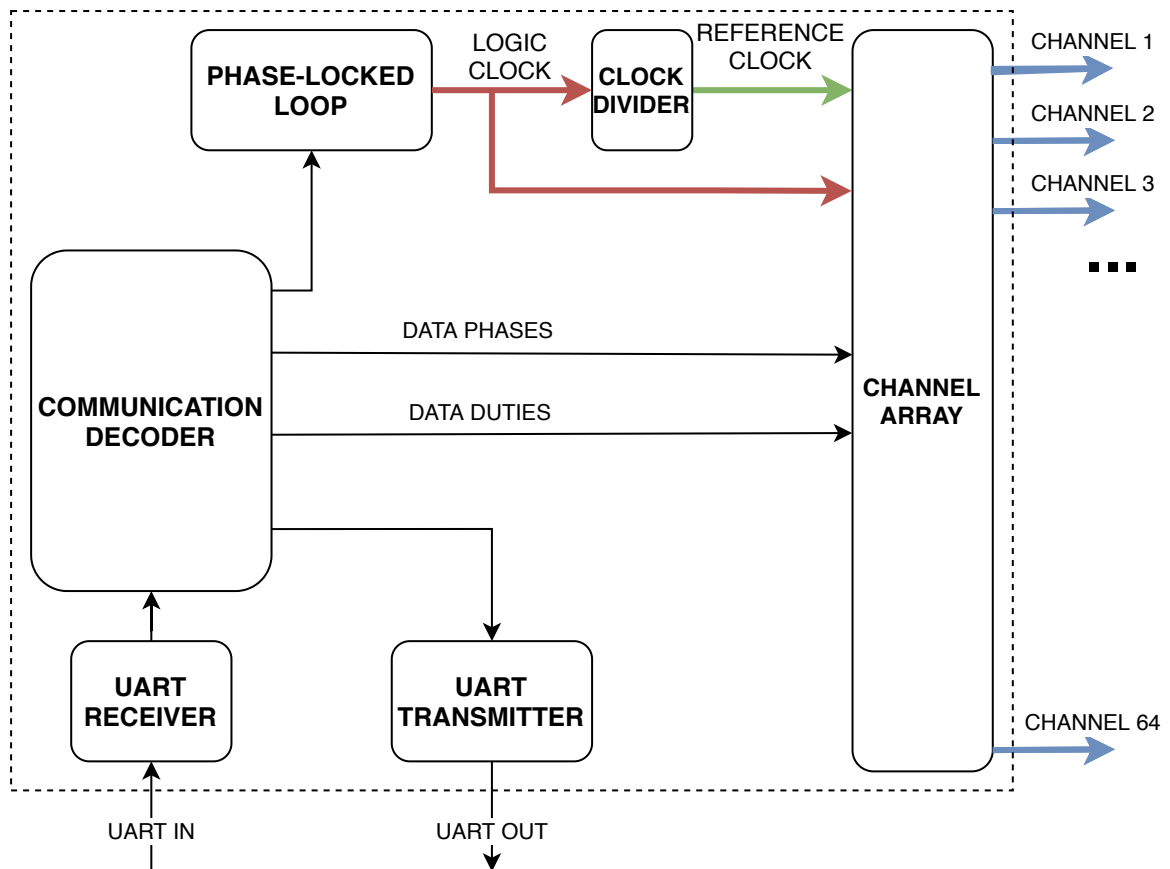 PHASE-LOCKED
LOOP
LOGIC
CLOCK
CLOCK
DIVIDER
REFERENCE
CLOCK
CHANNEL 1
CHANNEL 2
CHANNEL 3
COMMUNICATION
DECODER
DATA PHASES
DATA DUTIES
CHANNEL
ARRAY
UART
RECEIVER
UART
TRANSMITTER
CHANNEL 64
UART IN
UART OUT